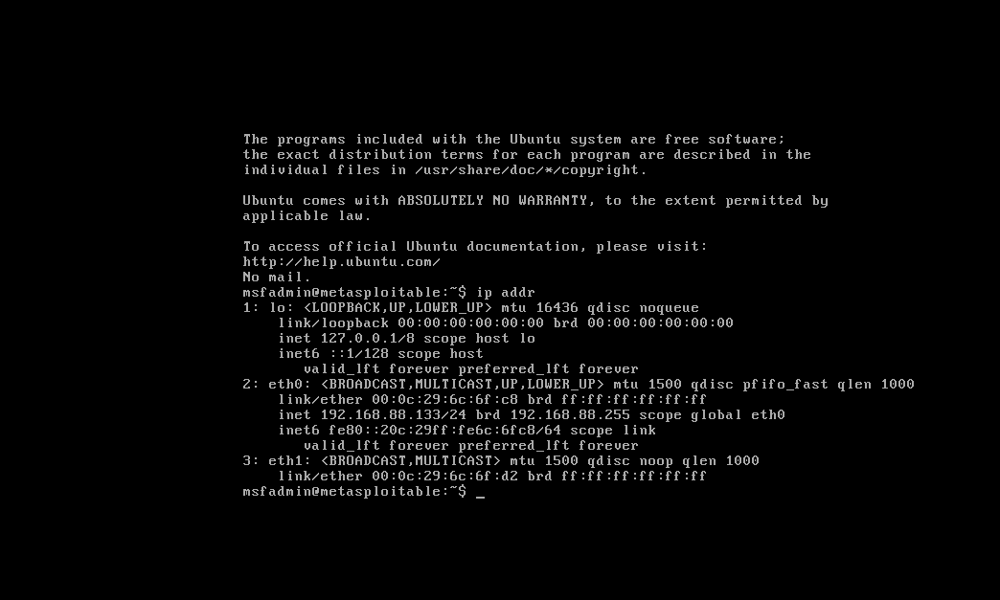 The programs included with the Ubuntu system are free software;
the exact distribution terms for each program are described in the
individual files in /usr/share/doc/*/copyright.
Ubuntu comes with ABSOLUTELY NO WARRANTY, to the extent permitted by
applicable law.
To access official Ubuntu documentation, please visit:
http://help.ubuntu.com/
No mail.
msfadmin@metasploitable:~$ ip addr
1: lo: <LOOPBACK,UP,LOWER_UP> mtu 16436 qdisc noqueue
    link/loopback 00:00:00:00:00:00 brd 00:00:00:00:00:00
    inet 127.0.0.1/8 scope host lo
    inet6 ::1/128 scope host
       valid_lft forever preferred_lft forever
2: eth0: <BROADCAST,MULTICAST,UP,LOWER_UP> mtu 1500 qdisc pfifo_fast qlen 1000
    link/ether 00:0c:29:6c:6f:c8 brd ff:ff:ff:ff:ff:ff
    inet 192.168.88.133/24 brd 192.168.88.255 scope global eth0
    inet6 fe80::20c:29ff:fe6c:6fc8/64 scope link
       valid_lft forever preferred_lft forever
3: eth1: <BROADCAST,MULTICAST> mtu 1500 qdisc noop qlen 1000
    link/ether 00:0c:29:6c:6f:d2 brd ff:ff:ff:ff:ff:ff
msfadmin@metasploitable:~$ _